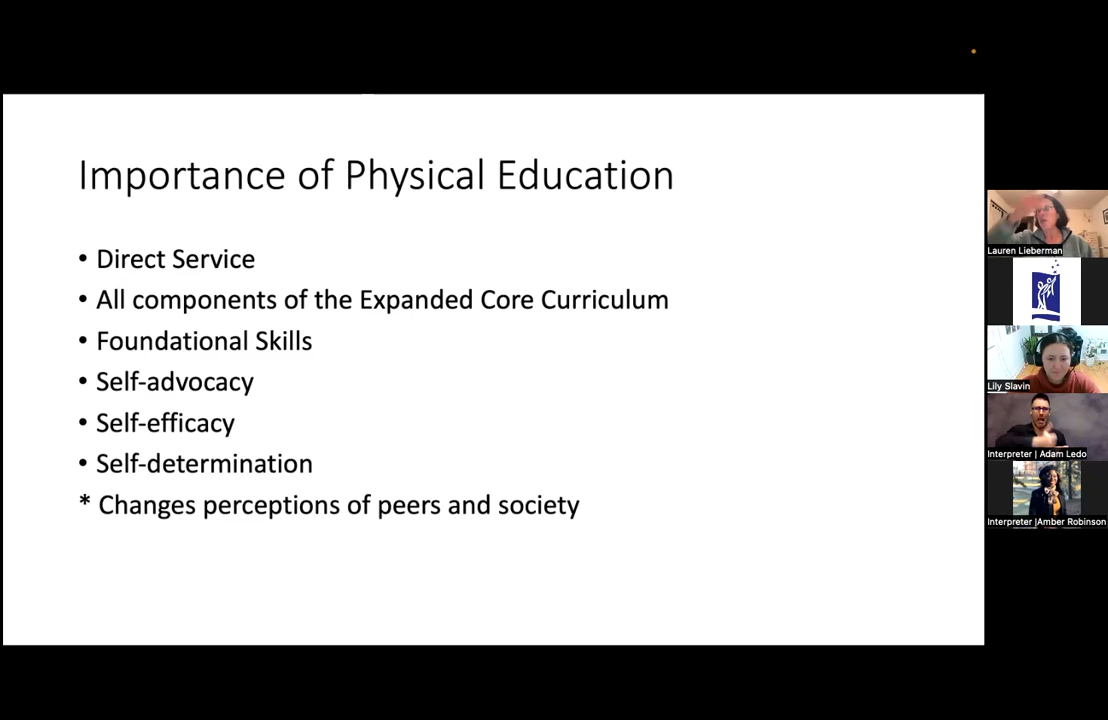 Importance of Physical Education
• Direct Service
• All components of the Expanded Core Curriculum
• Foundational Skills
• Self-advocacy
• Self-efficacy
• Self-determination
* Changes perceptions of peers and society
Lauren Lieberman
Lily Slavin
Interpreter | Adam Ledo
Interpreter |Amber Robinson